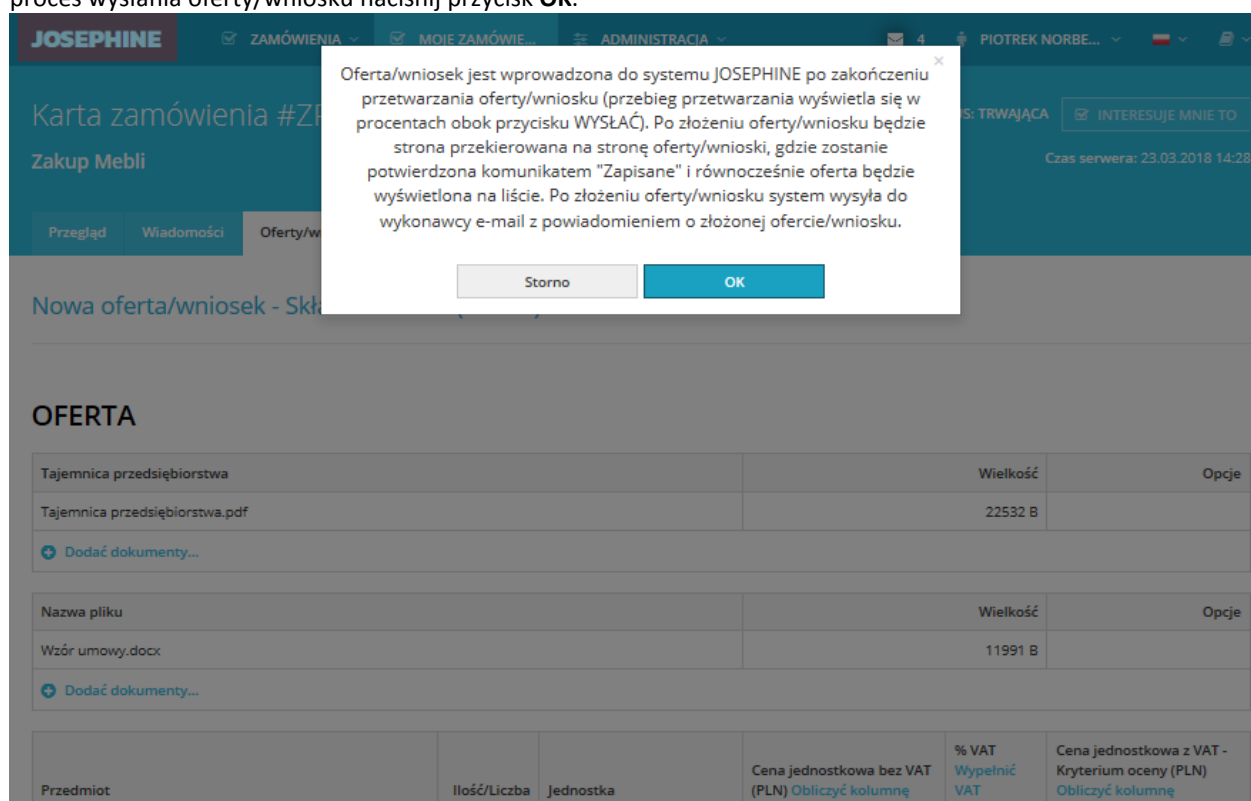 proces wysłania oferty/wniosku naciśnij przycisk OK.
JOSEPHINE ZAMÓWIENIA MOJE ZAMÓWIE... ADMINISTRACJA 4 PIOTREK NORBE...
×
Oferta/wniosek jest wprowadzona do systemu JOSEPHINE po zakończeniu
przetwarzania oferty/wniosku (przebieg przetwarzania wyświetla się w
procentach obok przycisku WYSŁAĆ). Po złożeniu oferty/wniosku będzie
strona przekierowana na stronę oferty/wnioski, gdzie zostanie
potwierdzona komunikatem "Zapisane" i równocześnie oferta będzie
wyświetlona na liście. Po złożeniu oferty/wniosku system wysyła do
wykonawcy e-mail z powiadomieniem o złożonej ofercie/wniosku.
Storno OK
Karta zamówienia #ZP
S: TRWAJĄCA INTERESUJE MNIE TO
Zakup Mebli
Czas serwera: 23.03.2018 14:28
Przegląd Wiadomości Oferty/w
Nowa oferta/wniosek - Skł
OFERTA
Tajemnica przedsiębiorstwa Wielkość Opcje
Tajemnica przedsiębiorstwa.pdf 22532 B
Dodać dokumenty...
Nazwa pliku Wielkość Opcje
Wzór umowy.docx 11991 B
Dodać dokumenty...
Przedmiot Ilość/Liczba Jednostka
Cena jednostkowa bez VAT
(PLN) Obliczyć kolumnę
% VAT
Wypełnić
VAT
Cena jednostkowa z VAT -
Kryterium oceny (PLN)
Obliczyć kolumnę